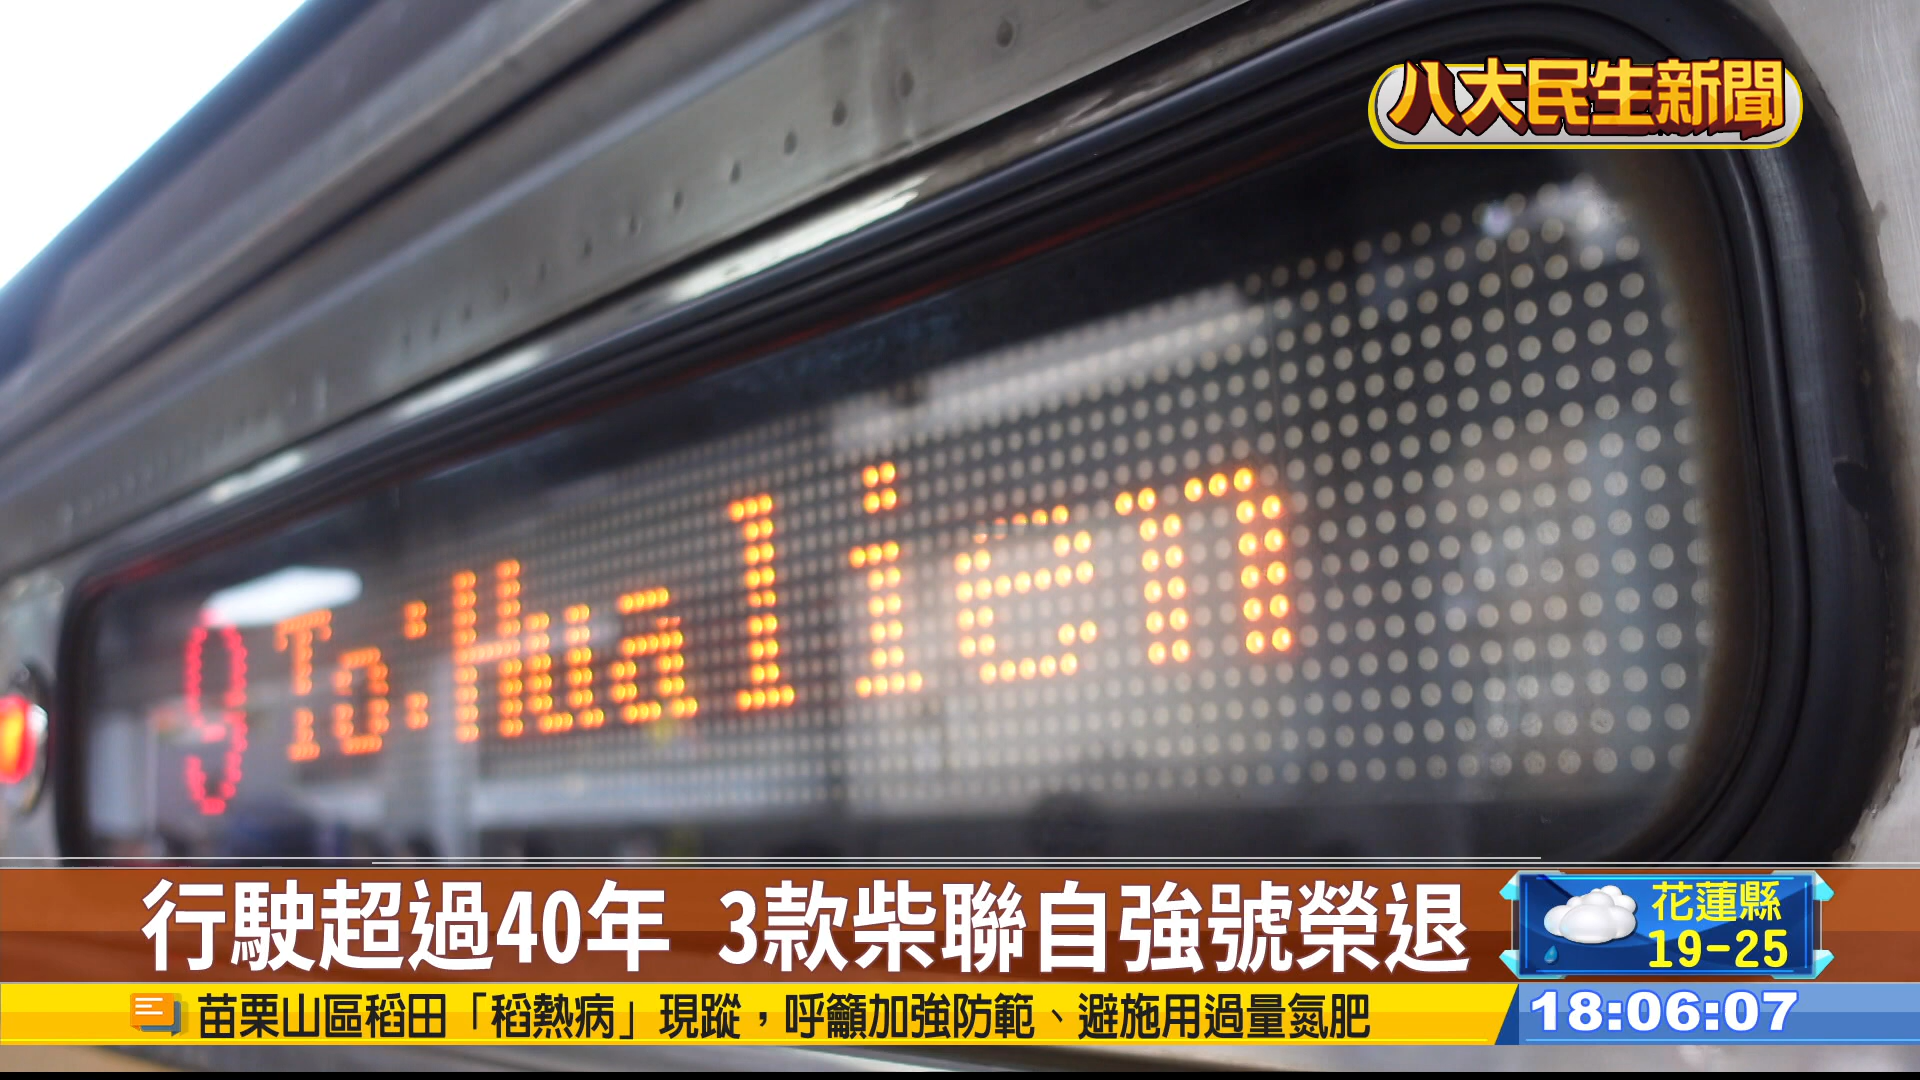 八大民生新聞
9 To:Hualien
行駛超過40年 3款柴聯自強號榮退
花蓮縣
19-25
苗栗山區稻田「稻熱病」現蹤，呼籲加強防範、避施用過量氮肥
18:06:07